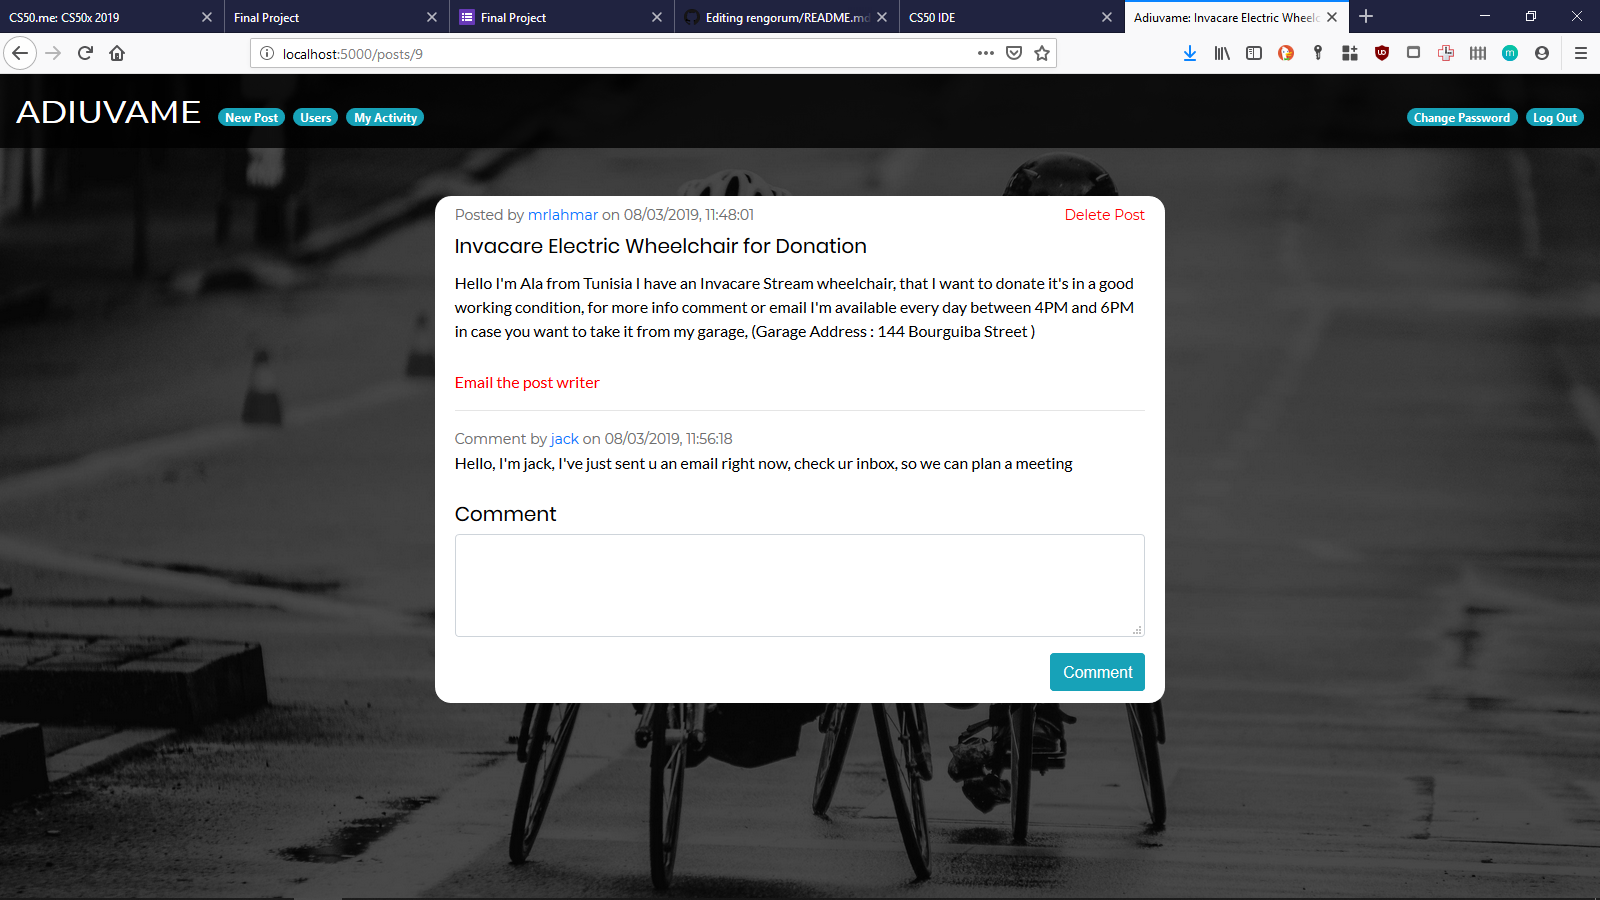 CS50.me: CS50x 2019
Final Project
Final Project
Editing rengorum/README.md
CS50 IDE
Adiuvame: Invacare Electric Wheelc
localhost:5000/posts/9
ADIUVAME
New Post
Users
My Activity
Change Password
Log Out
Posted by mrlahmar on 08/03/2019, 11:48:01
Delete Post
Invacare Electric Wheelchair for Donation
Hello I'm Ala from Tunisia I have an Invacare Stream wheelchair, that I want to donate it's in a good
working condition, for more info comment or email I'm available every day between 4PM and 6PM
in case you want to take it from my garage, (Garage Address : 144 Bourguiba Street )
Email the post writer
Comment by jack on 08/03/2019, 11:56:18
Hello, I'm jack, I've just sent u an email right now, check ur inbox, so we can plan a meeting
Comment
Comment